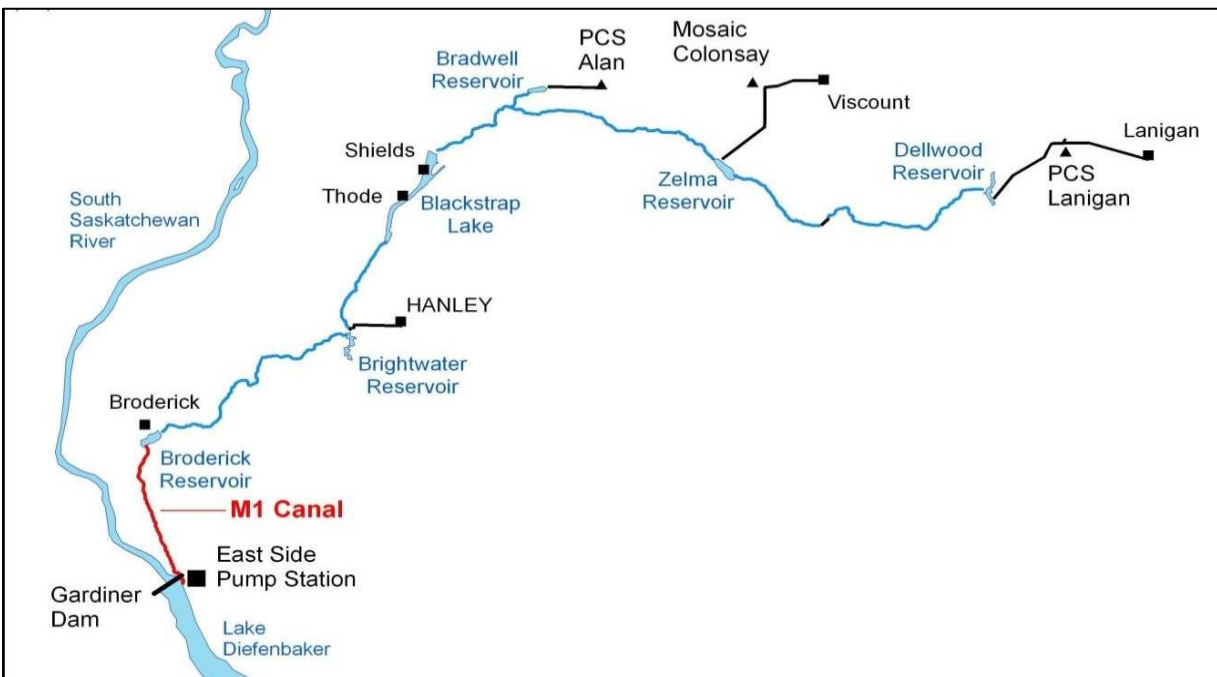 PCS
Alan
Mosaic
Colonsay
Bradwell
Reservoir
Viscount
Lanigan
Shields
Dellwood
Reservoir
PCS
Lanigan
Thode
Zelma
Reservoir
Blackstrap
Lake
South
Saskatchewan
River
HANLEY
Brightwater
Reservoir
Broderick
Broderick
Reservoir
M1 Canal
East Side
Pump Station
Gardiner
Dam
Lake
Diefenbaker